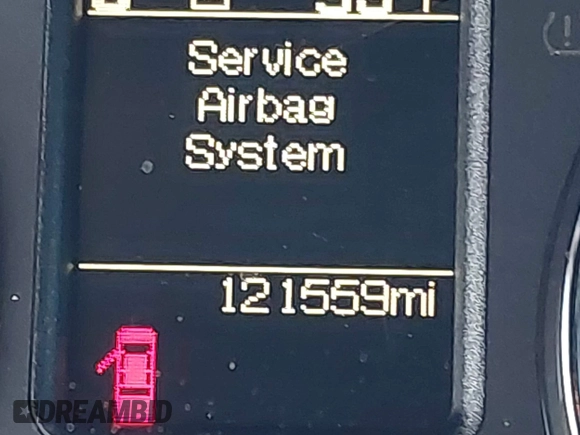 Service
Airbag
System
121559mi
DREAMBID